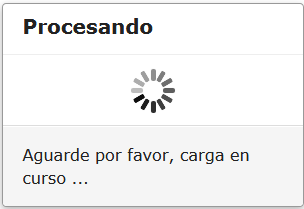 Procesando
Aguarde por favor, carga en
curso ...